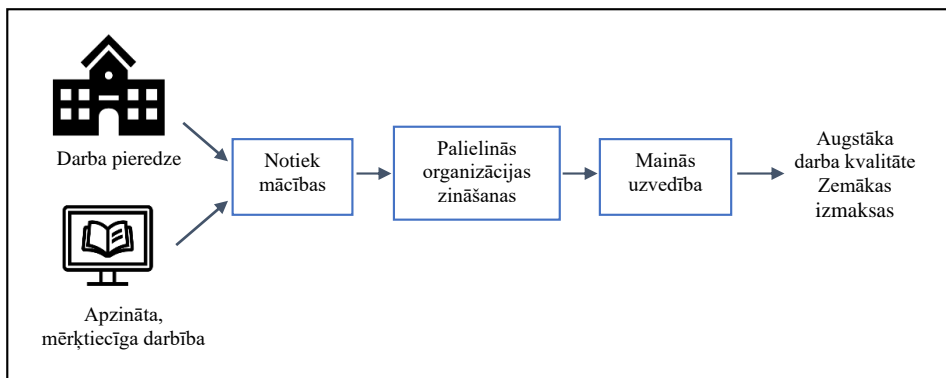 Darba pieredze
Apzināta,
mērķtiecīga darbība
Notiek
mācības
Palielinās
organizācijas
zināšanas
Mainās
uzvedība
Augstāka
darba kvalitāte
Zemākas
izmaksas